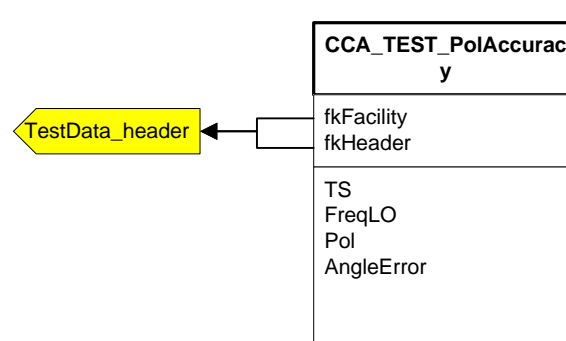 CCA_TEST_PolAccurac
y
TestData_header
fkFacility
fkHeader
TS
FreqLO
Pol
AngleError